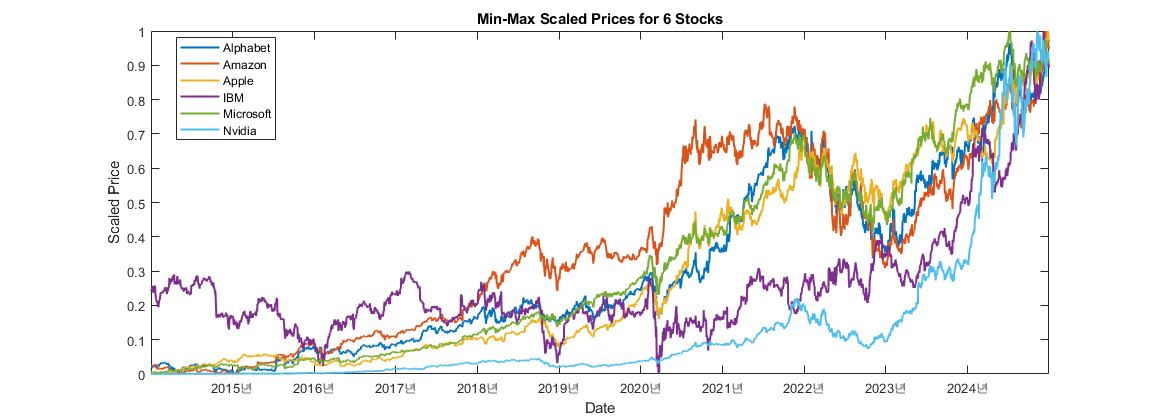 Min-Max Scaled Prices for 6 Stocks
1
0.9
0.8
0.7
0.6
0.5
0.4
0.3
0.2
0.1
0
Scaled Price
Alphabet
Amazon
Apple
IBM
Microsoft
Nvidia
2015년 2016년 2017년 2018년 2019년 2020년 2021년 2022년 2023년 2024년
Date